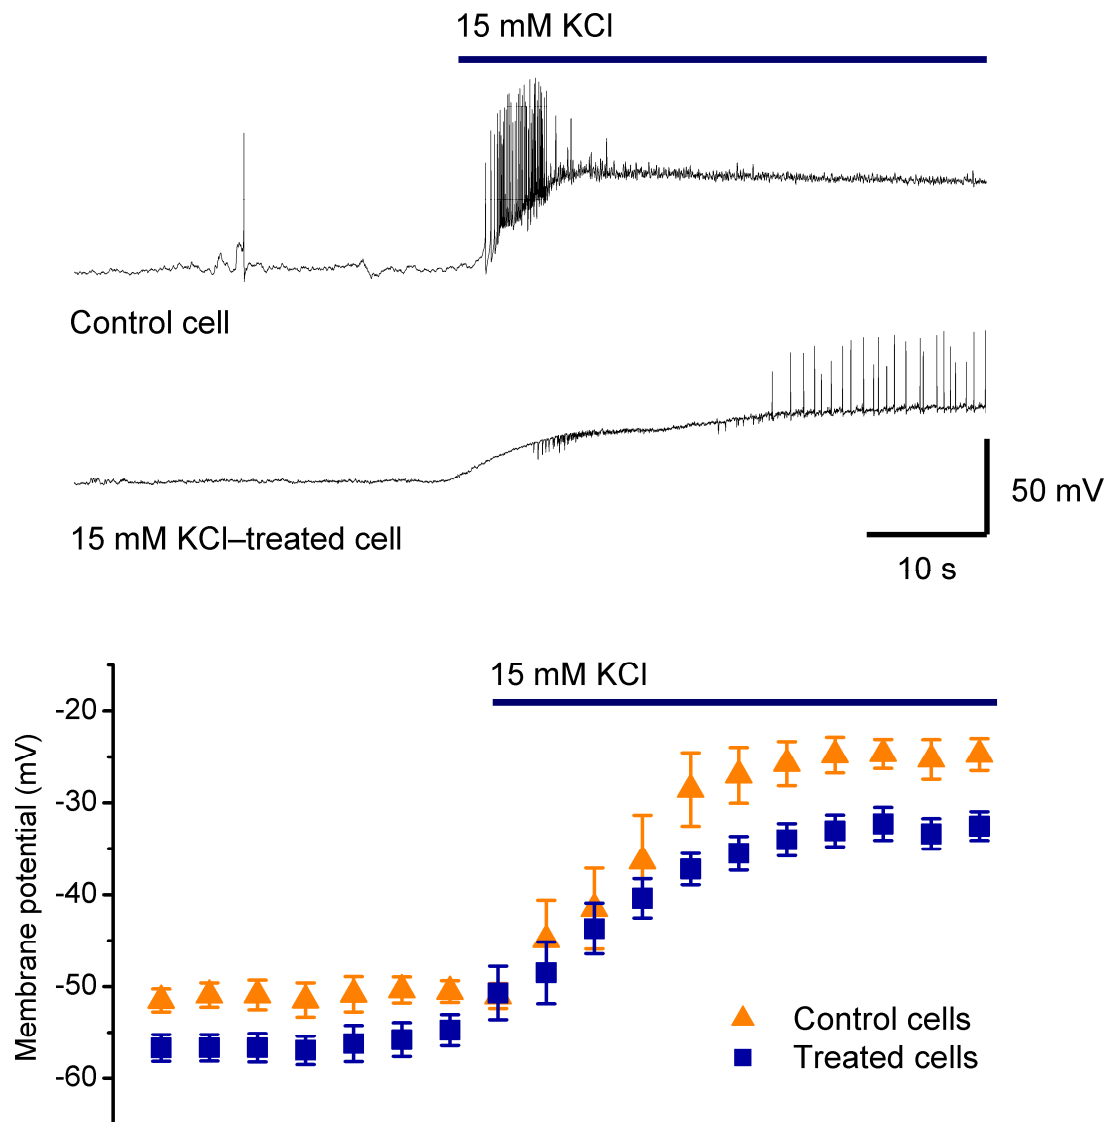 15 mM KCl
Control cell
50 mV
15 mM KCl–treated cell
10 s
15 mM KCl
-20
-30
-40
-50
-60
Membrane potential (mV)
Control cells
Treated cells